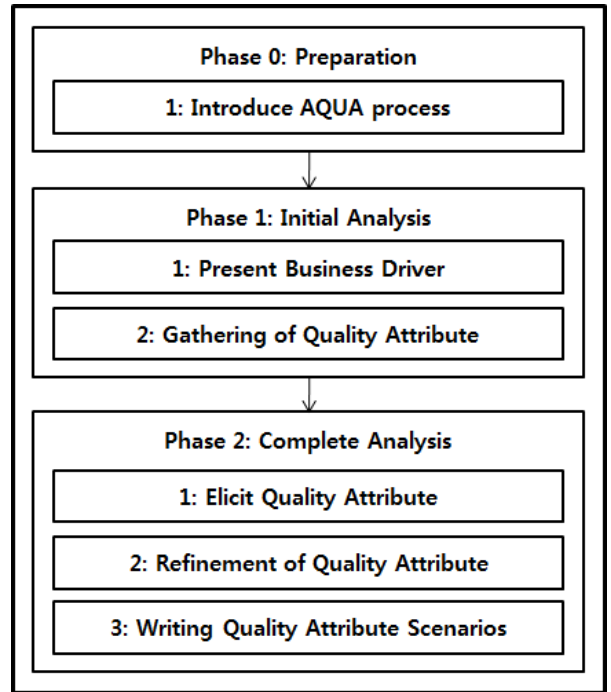 Phase 0: Preparation
1: Introduce AQUA process
Phase 1: Initial Analysis
1: Present Business Driver
2: Gathering of Quality Attribute
Phase 2: Complete Analysis
1: Elicit Quality Attribute
2: Refinement of Quality Attribute
3: Writing Quality Attribute Scenarios